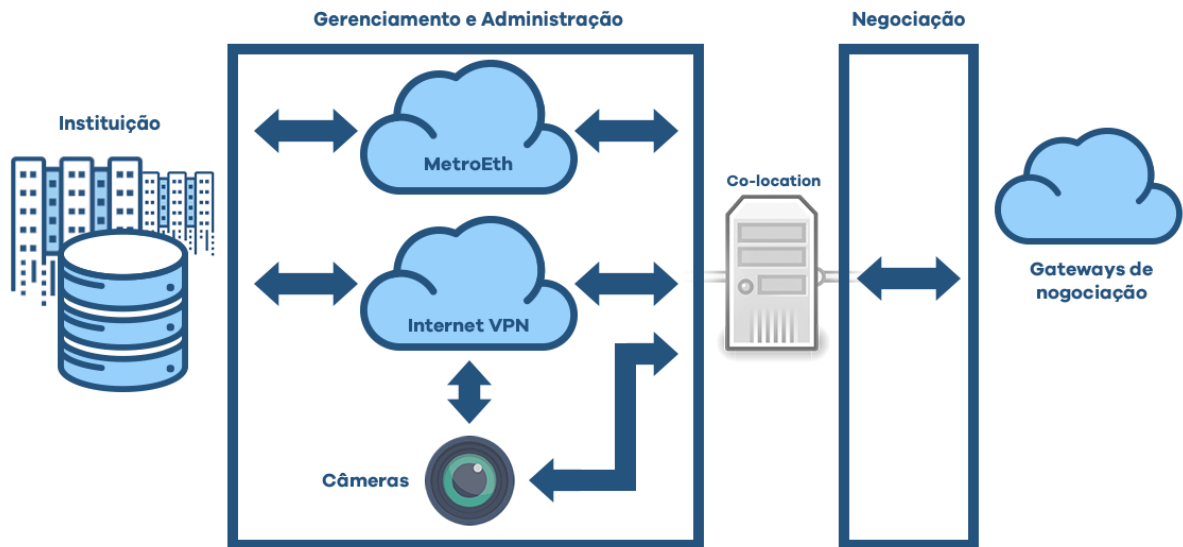 Gerenciamento e Administração
Negociação
Instituição
MetroEth
Co-location
Internet VPN
Gateways de
nogociação
Câmeras